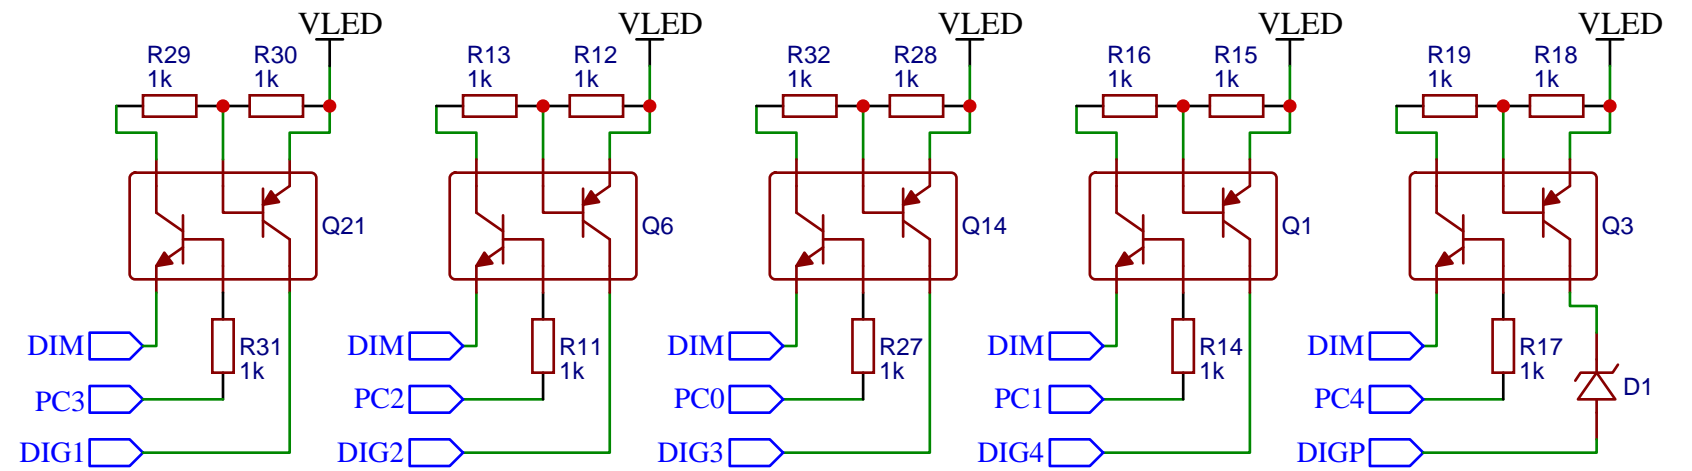 VLED VLED VLED VLED VLED
R29 R30 R13 R12 R32 R28 R16 R15 R19 R18
1k 1k 1k 1k 1k 1k 1k 1k 1k 1k
Q21 Q6 Q14 Q1 Q3
DIM R31 DIM R11 DIM R27 DIM R14 DIM R17
1k 1k 1k 1k 1k D1
PC3 PC2 PC0 PC1 PC4
DIG1 DIG2 DIG3 DIG4 DIGP